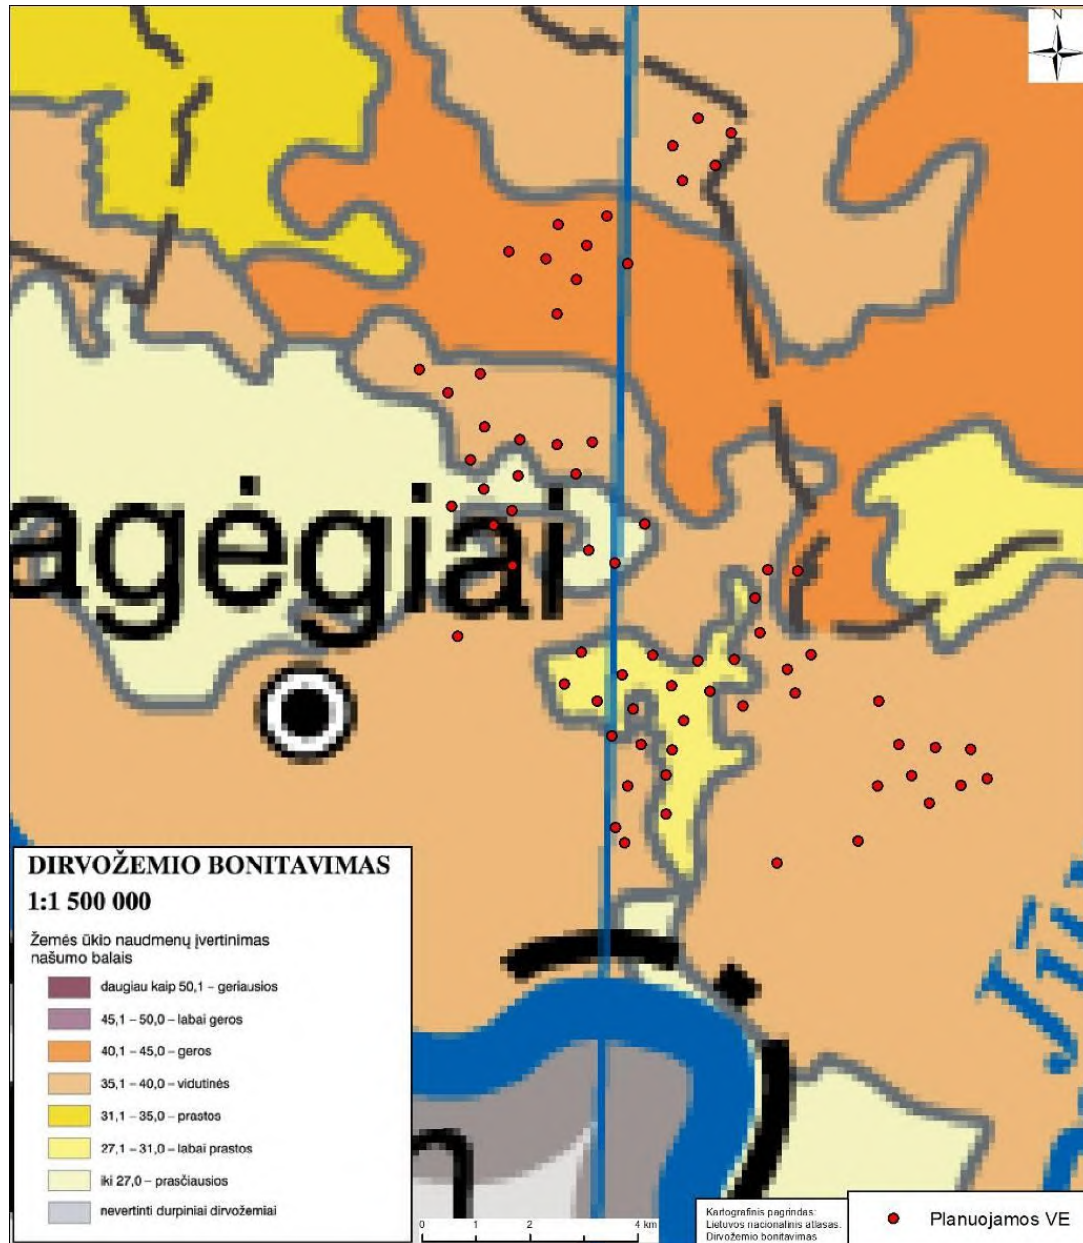 N
agėgiai
DIRVOŽEMIO BONITAVIMAS
1:1 500 000
Žemės ūkio naudmenų įvertinimas
našumo balais
daugiau kaip 50,1 – geriausios
45,1 – 50,0 – labai geros
40,1 – 45,0 – geros
35,1 – 40,0 – vidutinės
31,1 – 35,0 – prastos
27,1 – 31,0 – labai prastos
iki 27,0 – prasčiausios
nevertinti durpiniai dirvožemiai
0 1 2 4 km
Kartografinis pagrindas:
Lietuvos nacionalinis atlasas.
Dirvožemio bonitavimas
Planuojamos VE